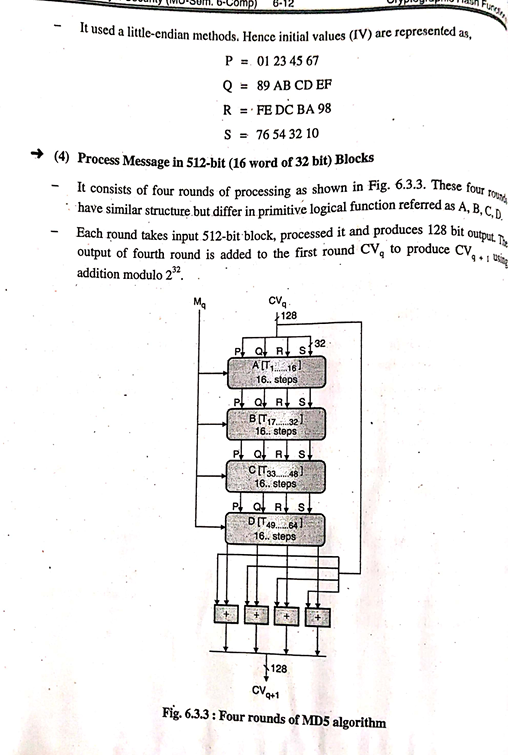 (MU-Sem. 6-Comp) 6-12
– It used a little-endian methods. Hence initial values (IV) are represented as,
P = 01 23 45 67
Q = 89 AB CD EF
R = FE DC BA 98
S = 76 54 32 10
→ (4) Process Message in 512-bit (16 word of 32 bit) Blocks
– It consists of four rounds of processing as shown in Fig. 6.3.3. These four rounds
have similar structure but differ in primitive logical function referred as A, B, C, D.
– Each round takes input 512-bit block, processed it and produces 128 bit output. The
output of fourth round is added to the first round CVq to produce CVq + 1 using
addition modulo 2^32.
Mq CVq
128
32
P Q R S
A [T1......16]
16.. steps
P Q R S
B [T17......32]
16.. steps
P Q R S
C [T33......48]
16.. steps
P Q R S
D [T49......64]
16.. steps
+ + + +
128
CVq+1
Fig. 6.3.3 : Four rounds of MD5 algorithm